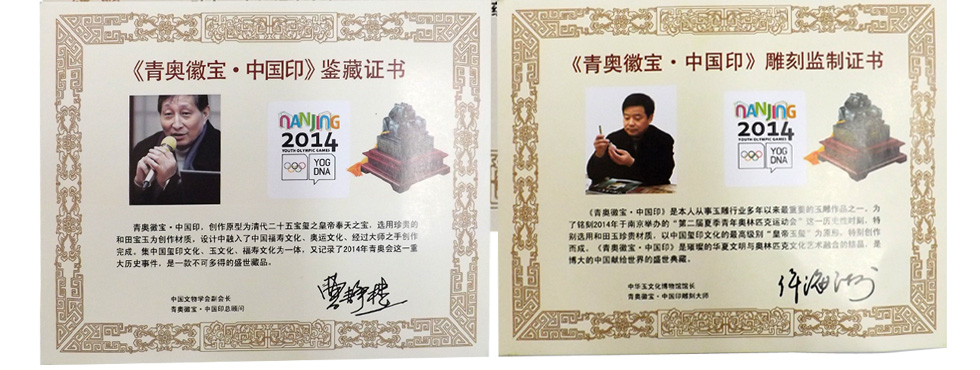 《青奥徽宝·中国印》鉴藏证书
NANJING
2014
YOUTH OLYMPIC GAMES
YOG
DNA
青奥徽宝·中国印，创作原型为清代二十五宝玺之皇帝奉天之宝，选用珍贵的
和田宝玉为创作材质，设计中融入了中国福寿文化、奥运文化、经过大师之手创作
完成。集中国玺印文化、玉文化、福寿文化为一体，又记录了2014年青奥会这一重
大历史事件，是一款不可多得的盛世藏品。
中国文物学会副会长
青奥徽宝·中国印总顾问
《青奥徽宝·中国印》雕刻监制证书
NANJING
2014
YOUTH OLYMPIC GAMES
YOG
DNA
《青奥徽宝·中国印》是本人从事玉雕行业多年以来最重要的玉雕作品之一，为
了铭刻2014年于南京举办的“第二届夏季青年奥林匹克运动会”这一历史性时刻，特
别选用和田玉珍贵材质，以中国玺印文化的最高级别“皇帝玉玺”为原形，特别创作
而成，《青奥徽宝·中国印》是璀璨的华夏文明与奥林匹克文化艺术融合的结晶，是
博大的中国献给世界的盛世典藏。
中华玉文化博物馆馆长
青奥徽宝·中国印雕刻大师